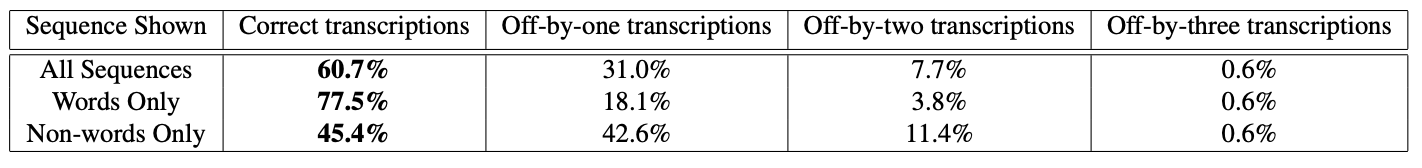 Sequence Shown Correct transcriptions Off-by-one transcriptions Off-by-two transcriptions Off-by-three transcriptions
All Sequences 60.7% 31.0% 7.7% 0.6%
Words Only 77.5% 18.1% 3.8% 0.6%
Non-words Only 45.4% 42.6% 11.4% 0.6%